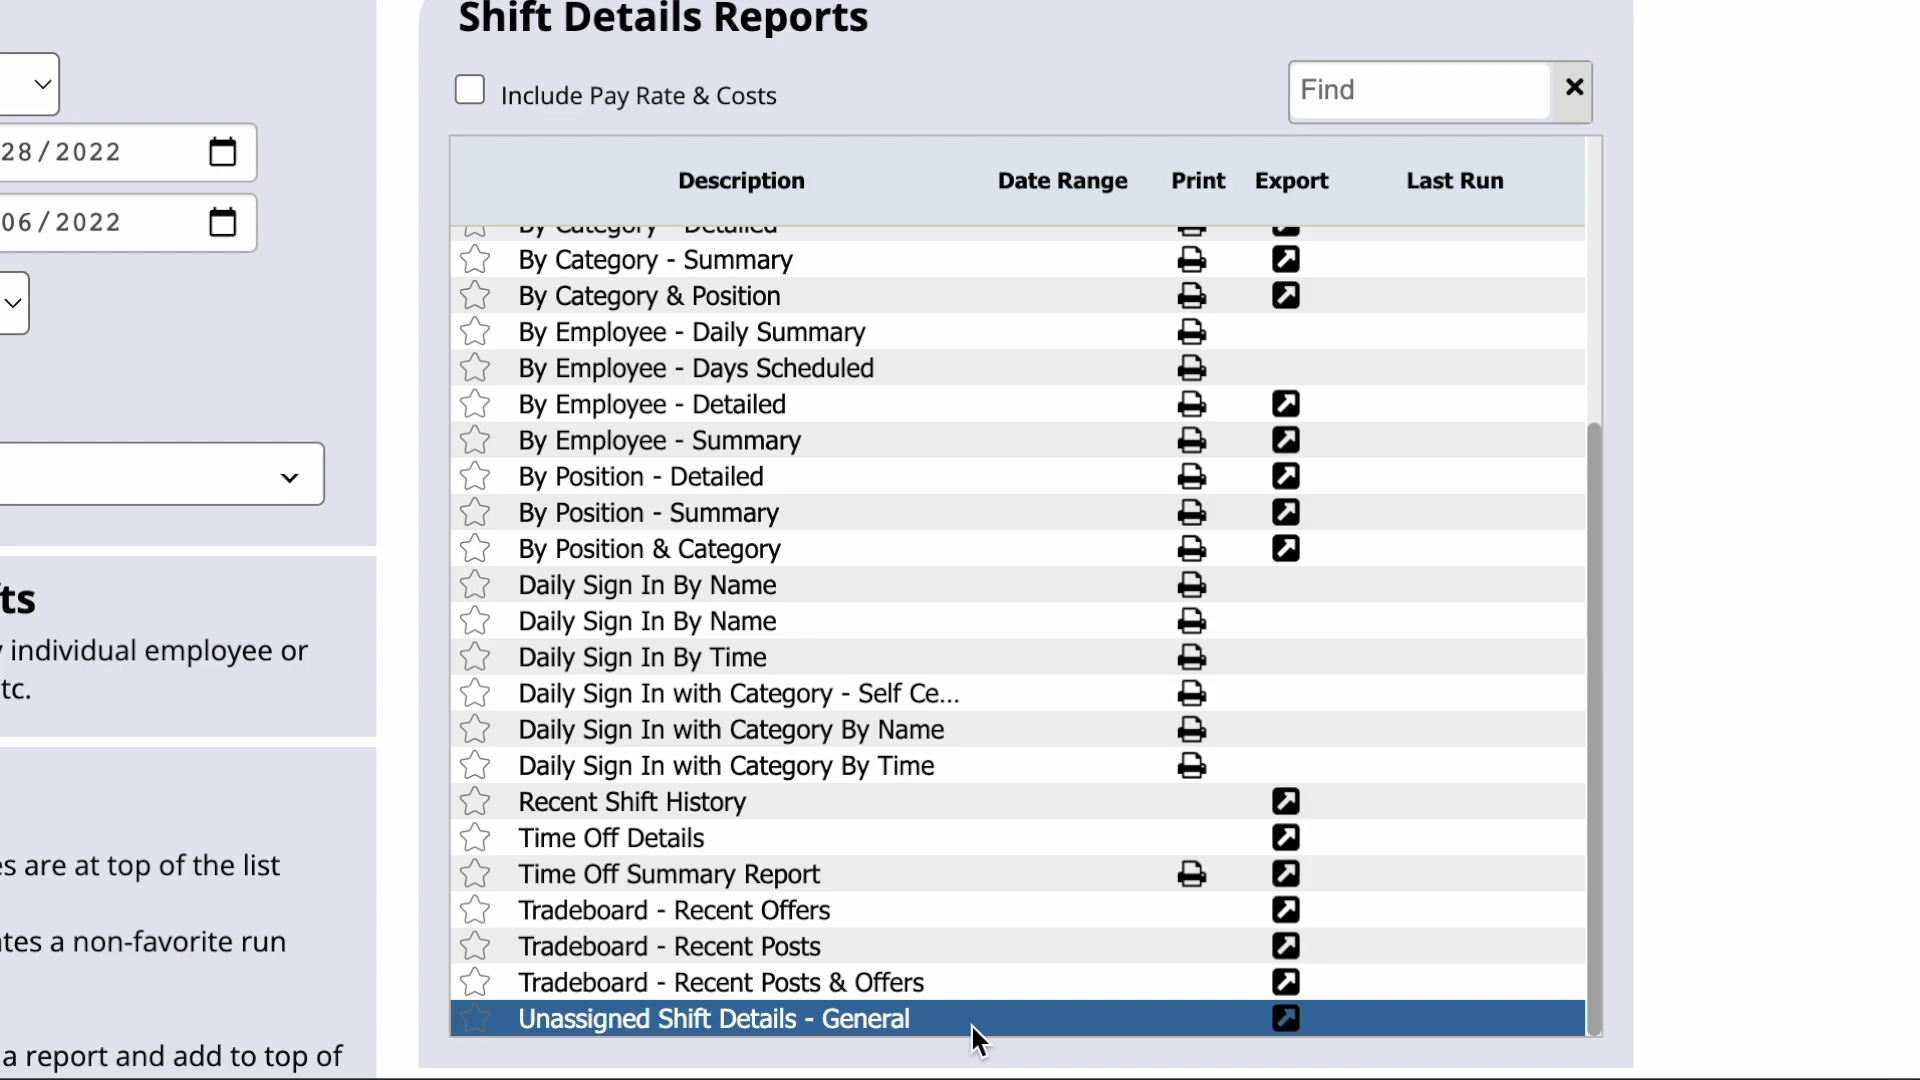 Shift Details Reports
Include Pay Rate & Costs
Find
28/2022
06/2022
Description Date Range Print Export Last Run
By Category - Detailed
By Category - Summary
By Category & Position
By Employee - Daily Summary
By Employee - Days Scheduled
By Employee - Detailed
By Employee - Summary
By Position - Detailed
By Position - Summary
By Position & Category
Daily Sign In By Name
Daily Sign In By Name
Daily Sign In By Time
Daily Sign In with Category - Self Ce...
Daily Sign In with Category By Name
Daily Sign In with Category By Time
Recent Shift History
Time Off Details
Time Off Summary Report
Tradeboard - Recent Offers
Tradeboard - Recent Posts
Tradeboard - Recent Posts & Offers
Unassigned Shift Details - General
ts
individual employee or
tc.
es are at top of the list
ates a non-favorite run
a report and add to top of